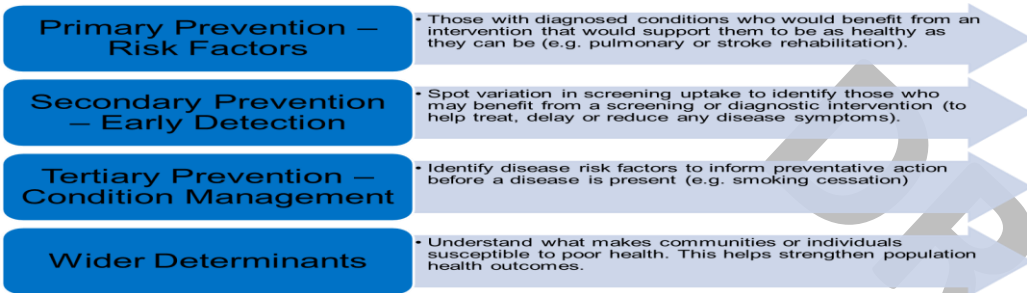 Primary Prevention –
Risk Factors
• Those with diagnosed conditions who would benefit from an
intervention that would support them to be as healthy as
they can be (e.g. pulmonary or stroke rehabilitation).
Secondary Prevention
– Early Detection
• Spot variation in screening uptake to identify those who
may benefit from a screening or diagnostic intervention (to
help treat, delay or reduce any disease symptoms).
Tertiary Prevention –
Condition Management
• Identify disease risk factors to inform preventative action
before a disease is present (e.g. smoking cessation)
Wider Determinants
• Understand what makes communities or individuals
susceptible to poor health. This helps strengthen population
health outcomes.